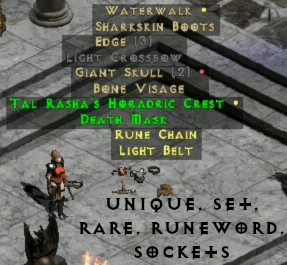 WATERWALK •
SHARKSKIN BOOTS
EDGE (3)
LIGHT CROSSBOW
GIANT SKULL (2) •
BONE VISAGE
TAL RASHA'S HORADRIC CREST •
DEATH MASK
RUNE CHAIN
LIGHT BELT
UNIQUE, SET,
RARE, RUNEWORD,
SOCKETS